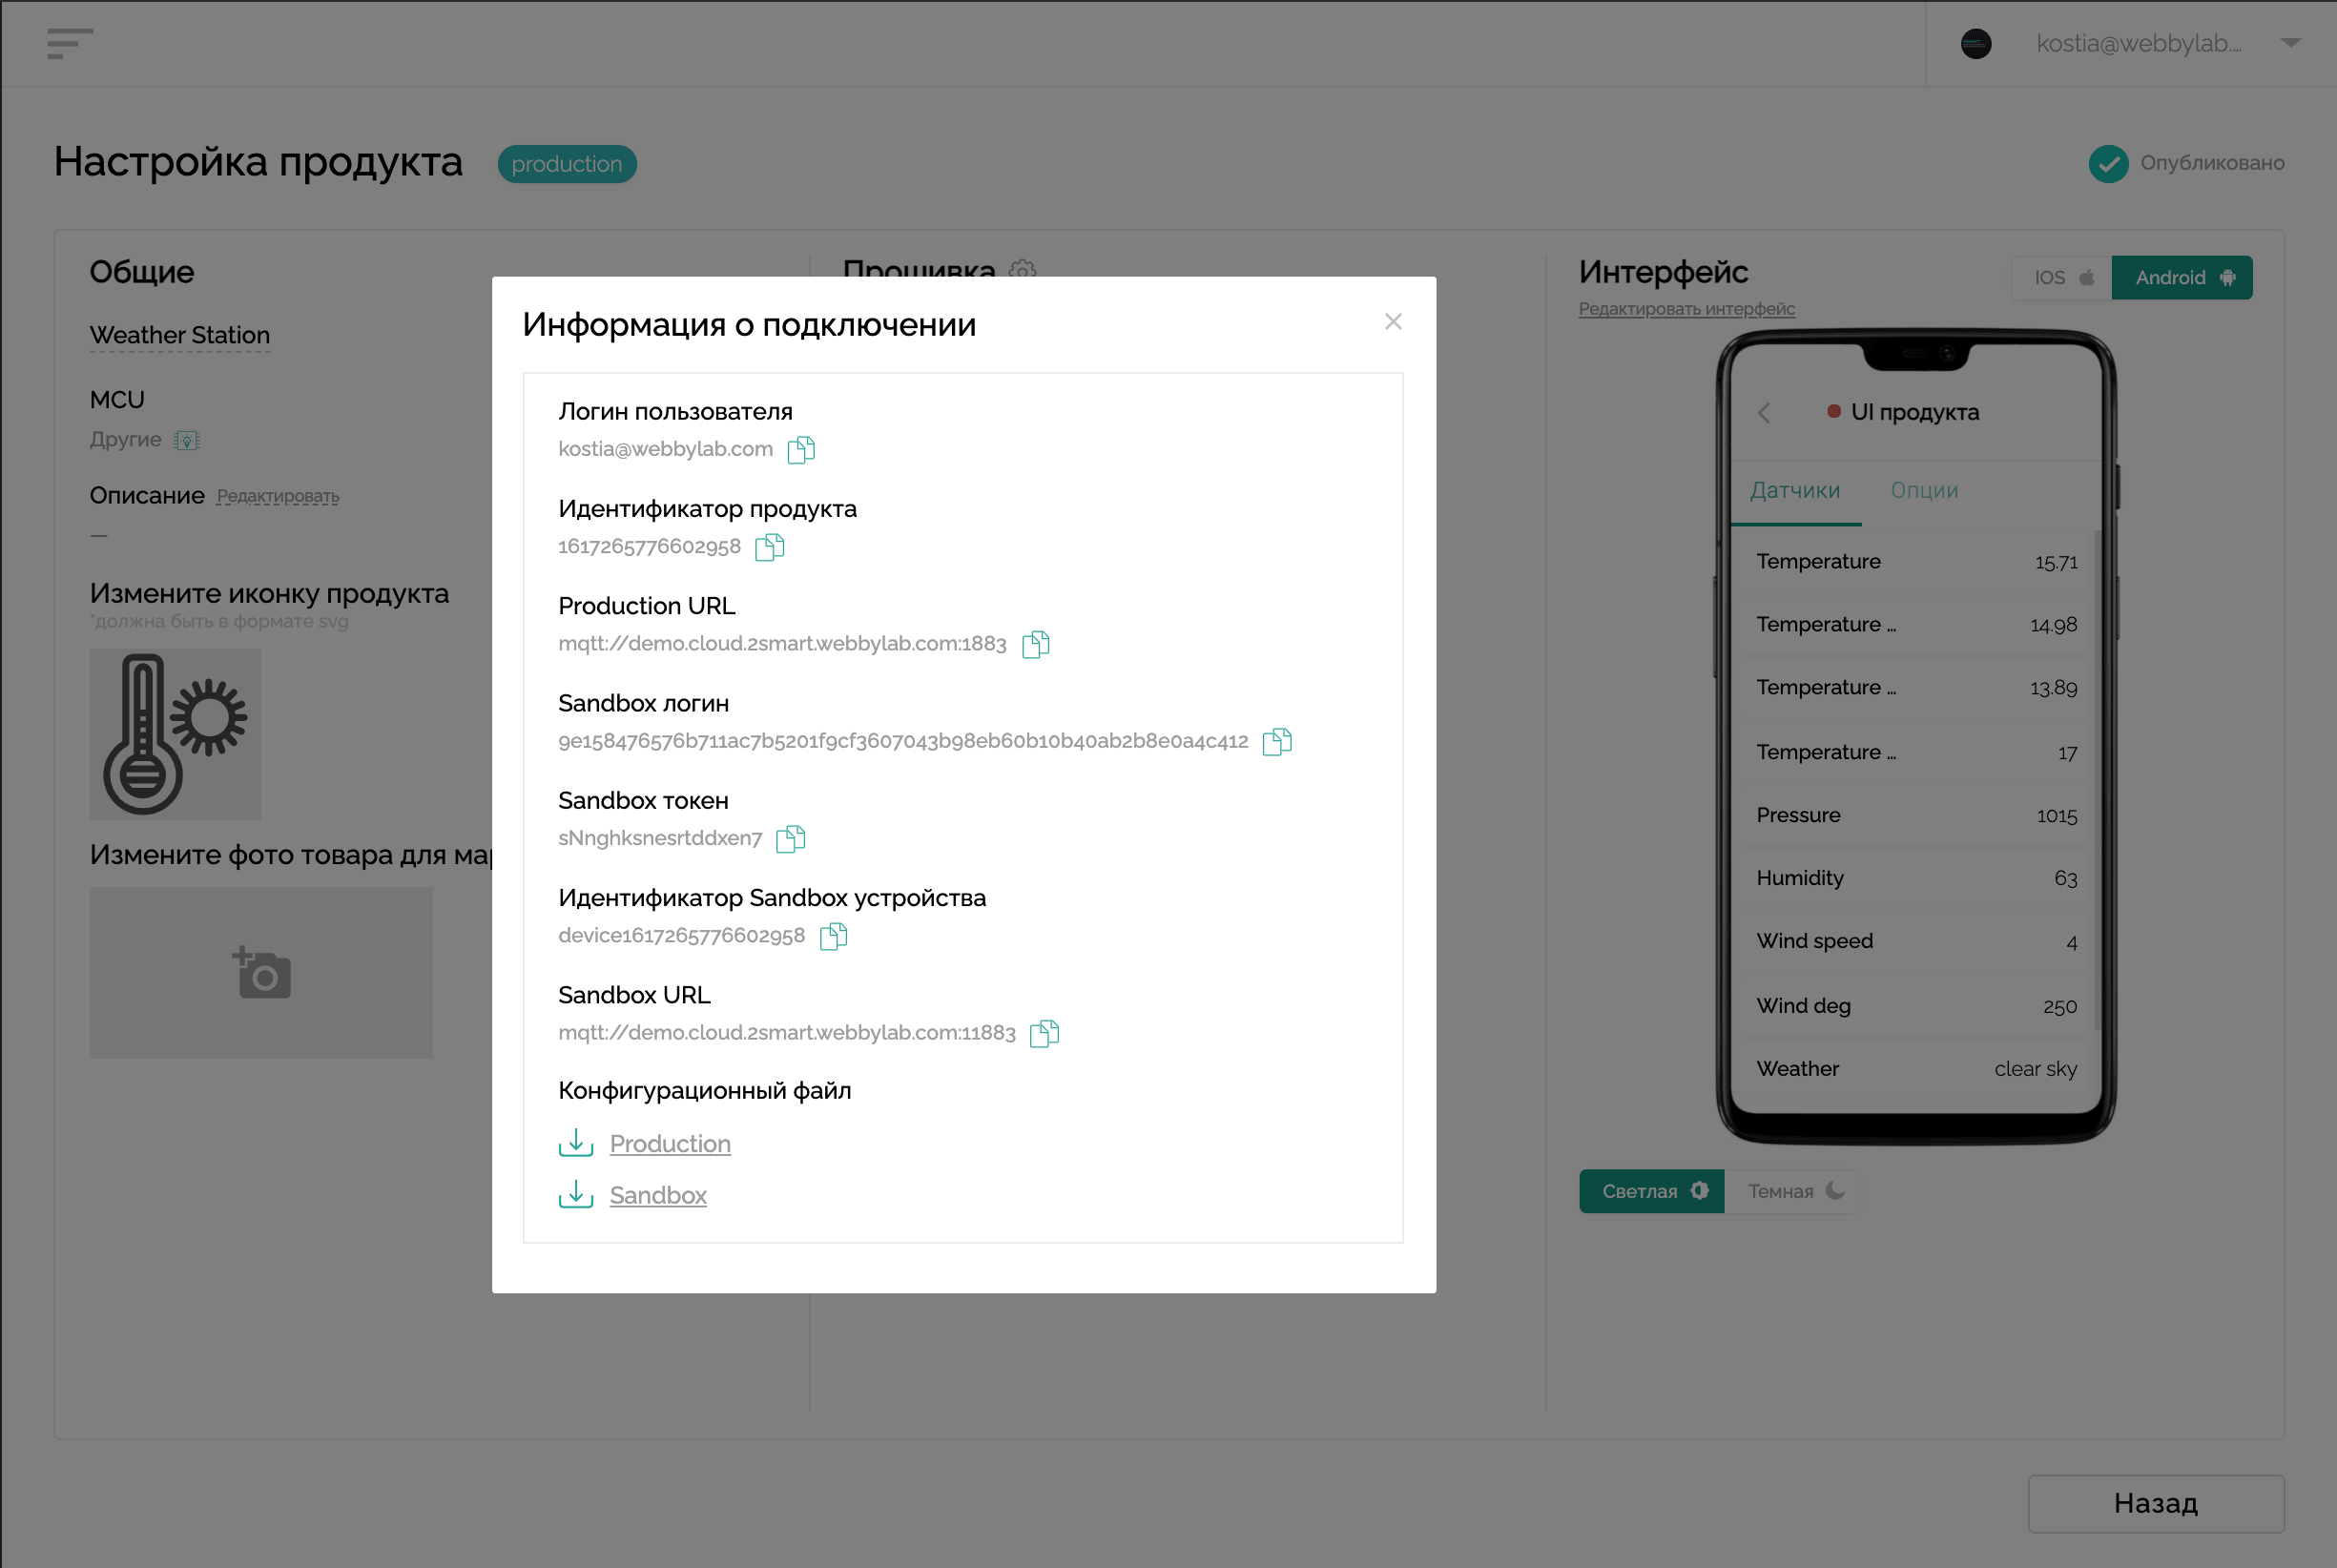 kostia@webbylab....
Настройка продукта
production
Опубликовано
Общие
Weather Station
MCU
Другие
Описание Редактировать
—
Измените иконку продукта
*должна быть в формате svg
Измените фото товара для мар
Прошивка
Информация о подключении
Логин пользователя
kostia@webbylab.com
Идентификатор продукта
1617265776602958
Production URL
mqtt://demo.cloud.2smart.webbylab.com:1883
Sandbox логин
9e158476576b711ac7b5201f9cf3607043b98eb60b10b40ab2b8e0a4c412
Sandbox токен
sNnghksnesrtddxen7
Идентификатор Sandbox устройства
device1617265776602958
Sandbox URL
mqtt://demo.cloud.2smart.webbylab.com:11883
Конфигурационный файл
Production
Sandbox
Интерфейс
IOS
Android
Редактировать интерфейс
UI продукта
Датчики Опции
Temperature 15.71
Temperature ... 14.98
Temperature ... 13.89
Temperature ... 17
Pressure 1015
Humidity 63
Wind speed 4
Wind deg 250
Weather clear sky
Светлая
Темная
Назад